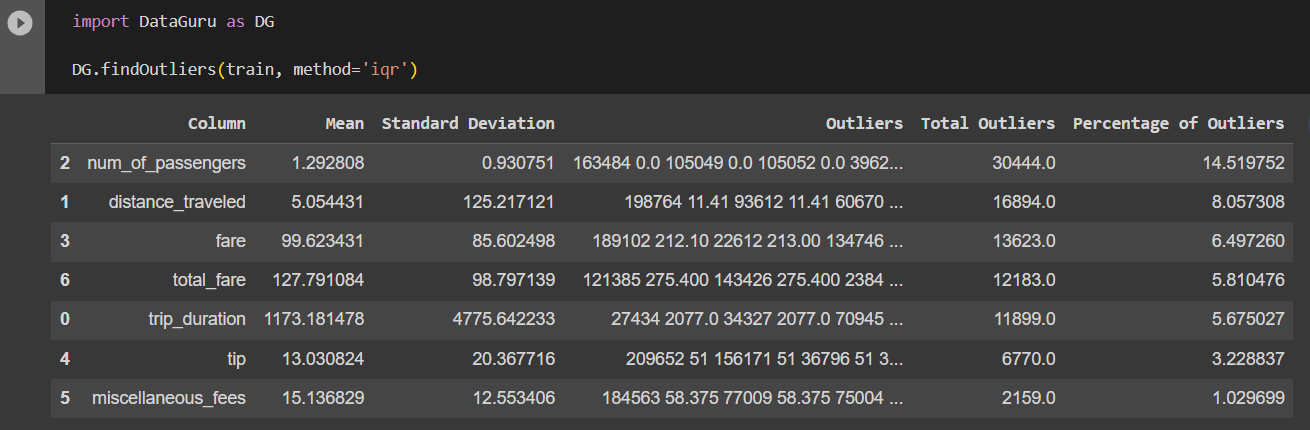 import DataGuru as DG
DG.findOutliers(train, method='iqr')
Column Mean Standard Deviation Outliers Total Outliers Percentage of Outliers
2 num_of_passengers 1.292808 0.930751 163484 0.0 105049 0.0 105052 0.0 3962... 30444.0 14.519752
1 distance_traveled 5.054431 125.217121 198764 11.41 93612 11.41 60670 ... 16894.0 8.057308
3 fare 99.623431 85.602498 189102 212.10 22612 213.00 134746 ... 13623.0 6.497260
6 total_fare 127.791084 98.797139 121385 275.400 143426 275.400 2384 ... 12183.0 5.810476
0 trip_duration 1173.181478 4775.642233 27434 2077.0 34327 2077.0 70945 ... 11899.0 5.675027
4 tip 13.030824 20.367716 209652 51 156171 51 36796 51 3... 6770.0 3.228837
5 miscellaneous_fees 15.136829 12.553406 184563 58.375 77009 58.375 75004 ... 2159.0 1.029699